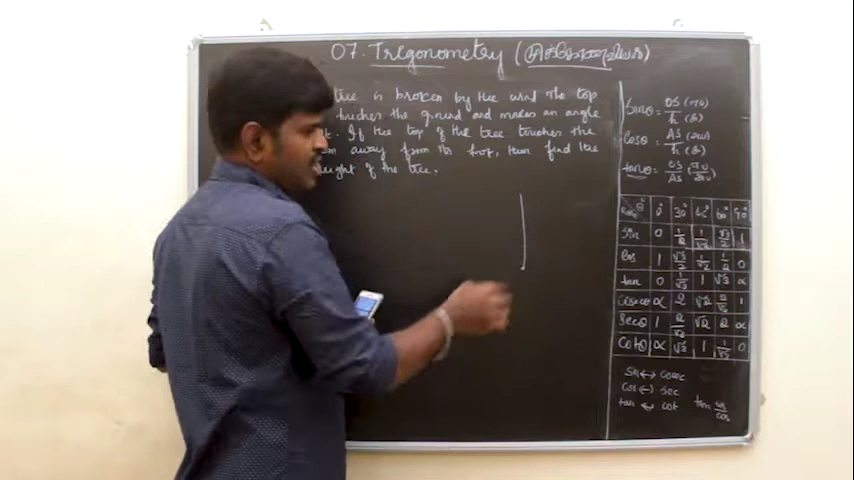 07. Trigonometry (
tree is broken by the wind The top
touches the ground and makes an angle
If the top of the tree touches the
away from its foot, then find the
height of the tree.
Sinθ = OS/h
Cosθ = AS/h
tanθ = OS/AS
θ 0° 30° 45° 60° 90°
Sin 0 1/2 1/√2 √3/2 1
Cos 1 √3/2 1/√2 1/2 0
tan 0 1/√3 1 √3 ∝
Cosecθ ∝ 2 √2 2/√3 1
Secθ 1 2/√3 √2 2 ∝
Cotθ ∝ √3 1 1/√3 0
Sin ↔ Cosec
Cos ↔ Sec
tan ↔ Cot tan = Sin/Cos